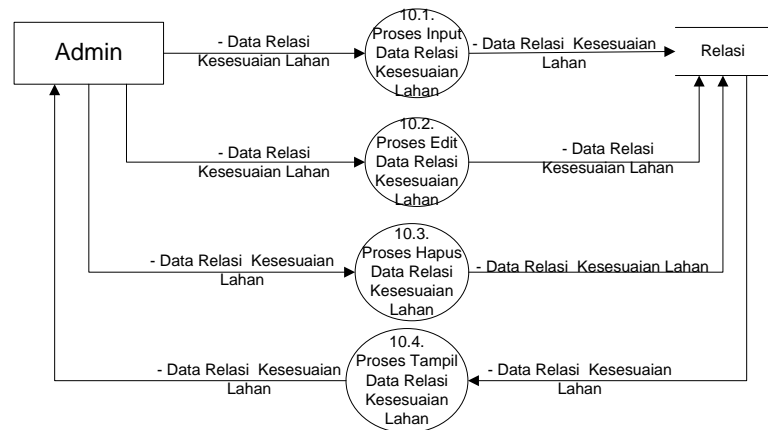 Admin
- Data Relasi
Kesesuaian Lahan
10.1.
Proses Input
Data Relasi
Kesesuaian
Lahan
- Data Relasi  Kesesuaian
Lahan
Relasi
- Data Relasi
Kesesuaian Lahan
10.2.
Proses Edit
Data Relasi
Kesesuaian
Lahan
- Data Relasi
Kesesuaian Lahan
- Data Relasi  Kesesuaian
Lahan
10.3.
Proses Hapus
Data Relasi
Kesesuaian
Lahan
- Data Relasi  Kesesuaian Lahan
- Data Relasi  Kesesuaian
Lahan
10.4.
Proses Tampil
Data Relasi
Kesesuaian
Lahan
- Data Relasi  Kesesuaian
Lahan